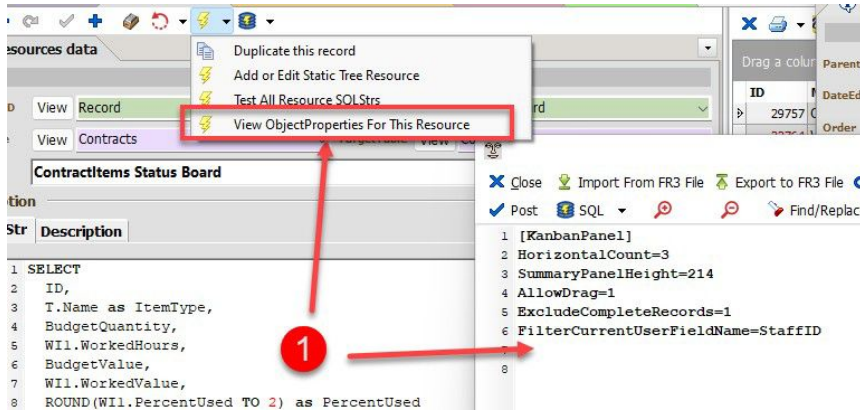 esources data
Duplicate this record
Add or Edit Static Tree Resource
Test All Resource SQLStrs
View ObjectProperties For This Resource
View Record
View Contracts
ContractItems Status Board
tion
Str Description
1 SELECT
2 ID,
3 T.Name as ItemType,
4 BudgetQuantity,
5 WI1.WorkedHours,
6 BudgetValue,
7 WI1.WorkedValue,
8 ROUND(WI1.PercentUsed TO 2) as PercentUsed
1
Drag a colur
Parent
ID
DateEd
29757
Order
Close Import From FR3 File Export to FR3 File
Post SQL Find/Replac
1 [KanbanPanel]
2 HorizontalCount=3
3 SummaryPanelHeight=214
4 AllowDrag=1
5 ExcludeCompleteRecords=1
6 FilterCurrentUserFieldName=StaffID
8